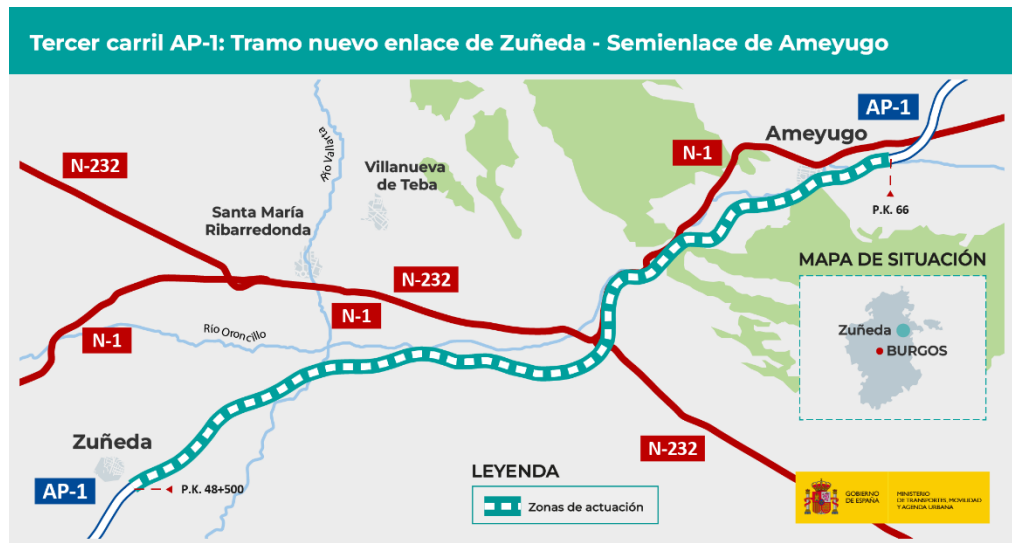 Tercer carril AP-1: Tramo nuevo enlace de Zuñeda - Semienlace de Ameyugo
AP-1
Ameyugo
N-1
N-232
Río Vallarta
Villanueva
de Teba
P.K. 66
Santa María
Ribarredonda
MAPA DE SITUACIÓN
N-232
N-1
Río Oroncillo
N-1
Zuñeda
BURGOS
Zuñeda
N-232
LEYENDA
AP-1
P.K. 48+500
Zonas de actuación
GOBIERNO
DE ESPAÑA
MINISTERIO
DE TRANSPORTES, MOVILIDAD
Y AGENDA URBANA